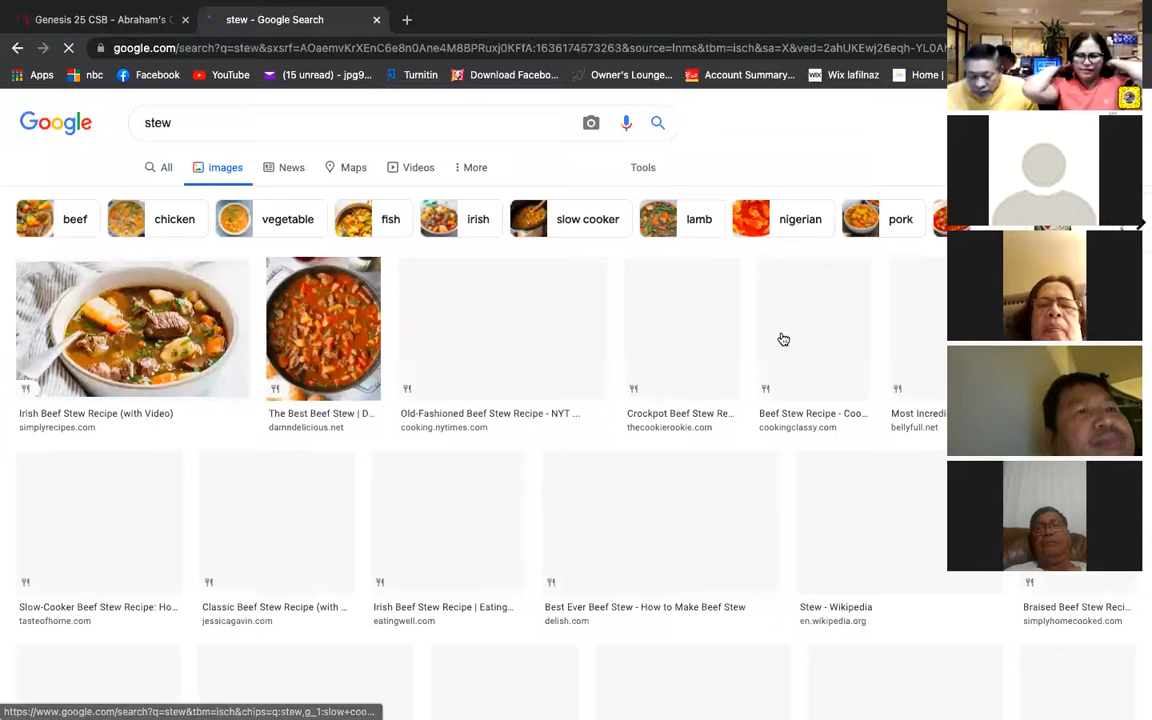 Genesis 25 CSB - Abraham's
stew - Google Search
google.com/search?q=stew&sxsrf=AOaemvKrXEnC6e8n0Ane4M8BPRuxj0KFfA:1636174573263&source=lnms&tbm=isch&sa=X&ved=2ahUKEwj26eqh-YL0A
Apps
nbc
Facebook
YouTube
(15 unread) - jpg9...
Turnitin
Download Facebo...
Owner's Lounge...
Account Summary...
WIX Wix lafilnaz
Home |
Google
stew
All
Images
News
Maps
Videos
More
Tools
beef
chicken
vegetable
fish
irish
slow cooker
lamb
nigerian
pork
Irish Beef Stew Recipe (with Video)
simplyrecipes.com
The Best Beef Stew | D...
damndelicious.net
Old-Fashioned Beef Stew Recipe - NYT ...
cooking.nytimes.com
Crockpot Beef Stew Re...
thecookierookie.com
Beef Stew Recipe - Coo...
cookingclassy.com
Most Incredi
bellyfull.net
Slow-Cooker Beef Stew Recipe: Ho...
tasteofhome.com
Classic Beef Stew Recipe (with ...
jessicagavin.com
Irish Beef Stew Recipe | Eating...
eatingwell.com
Best Ever Beef Stew - How to Make Beef Stew
delish.com
Stew - Wikipedia
en.wikipedia.org
Braised Beef Stew Reci...
simplyhomecooked.com
https://www.google.com/search?q=stew&tbm=isch&chips=q:stew,g_1:slow+coo...